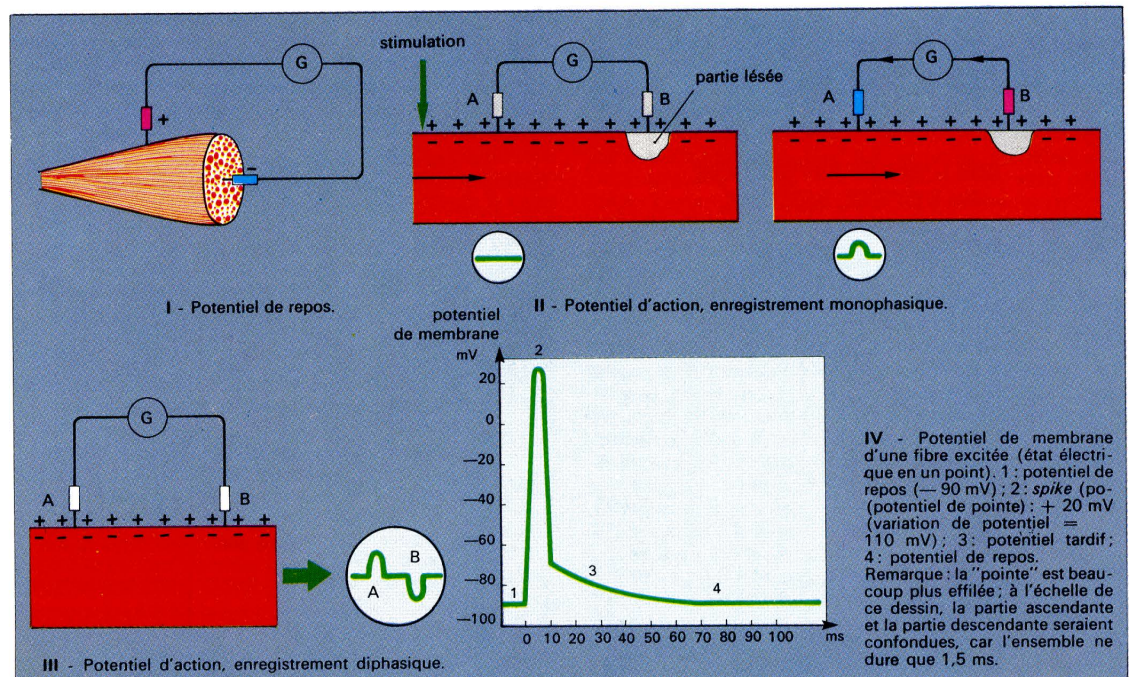 stimulation
G
+
-
G
A
B
partie lésée
+ + + + + + + + + +
- - - - - - - - -
G
A
B
+ + + + + + + + + + +
- - - - - - - - - -
I - Potentiel de repos.
II - Potentiel d'action, enregistrement monophasique.
G
A
B
+ + + + + + + + + +
- - - - - - - - -
A
B
III - Potentiel d'action, enregistrement diphasique.
potentiel
de membrane
mV
20
0
—20
—40
—60
—80
—100
1
2
3
4
0 10 20 30 40 50 60 70 80 90 100 ms
IV - Potentiel de membrane
d'une fibre excitée (état électri-
que en un point). 1 : potentiel de
repos (— 90 mV) ; 2 : spike (po-
(potentiel de pointe) : + 20 mV
(variation de potentiel =
110 mV) ; 3 : potentiel tardif ;
4 : potentiel de repos.
Remarque : la "pointe" est beau-
coup plus effilée ; à l'échelle de
ce dessin, la partie ascendante
et la partie descendante seraient
confondues, car l'ensemble ne
dure que 1,5 ms.